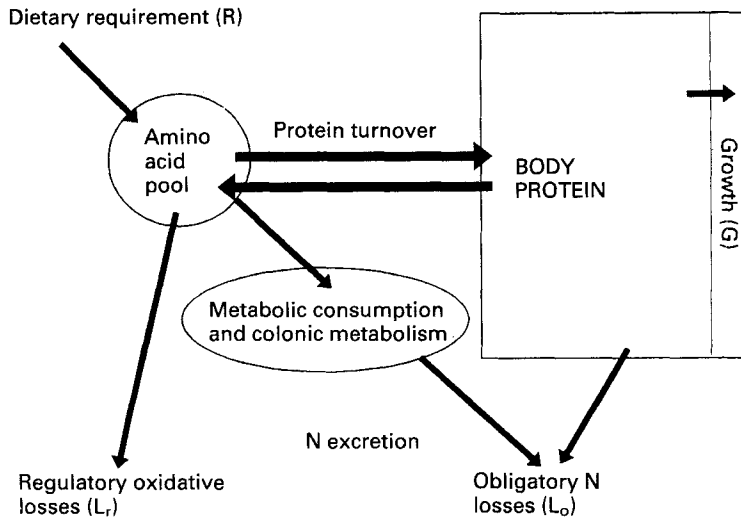 Dietary requirement (R)
Amino
acid
pool
Protein turnover
BODY
PROTEIN
Growth (G)
Metabolic consumption
and colonic metabolism
N excretion
Regulatory oxidative
losses (Lᵣ)
Obligatory N
losses (Lₒ)